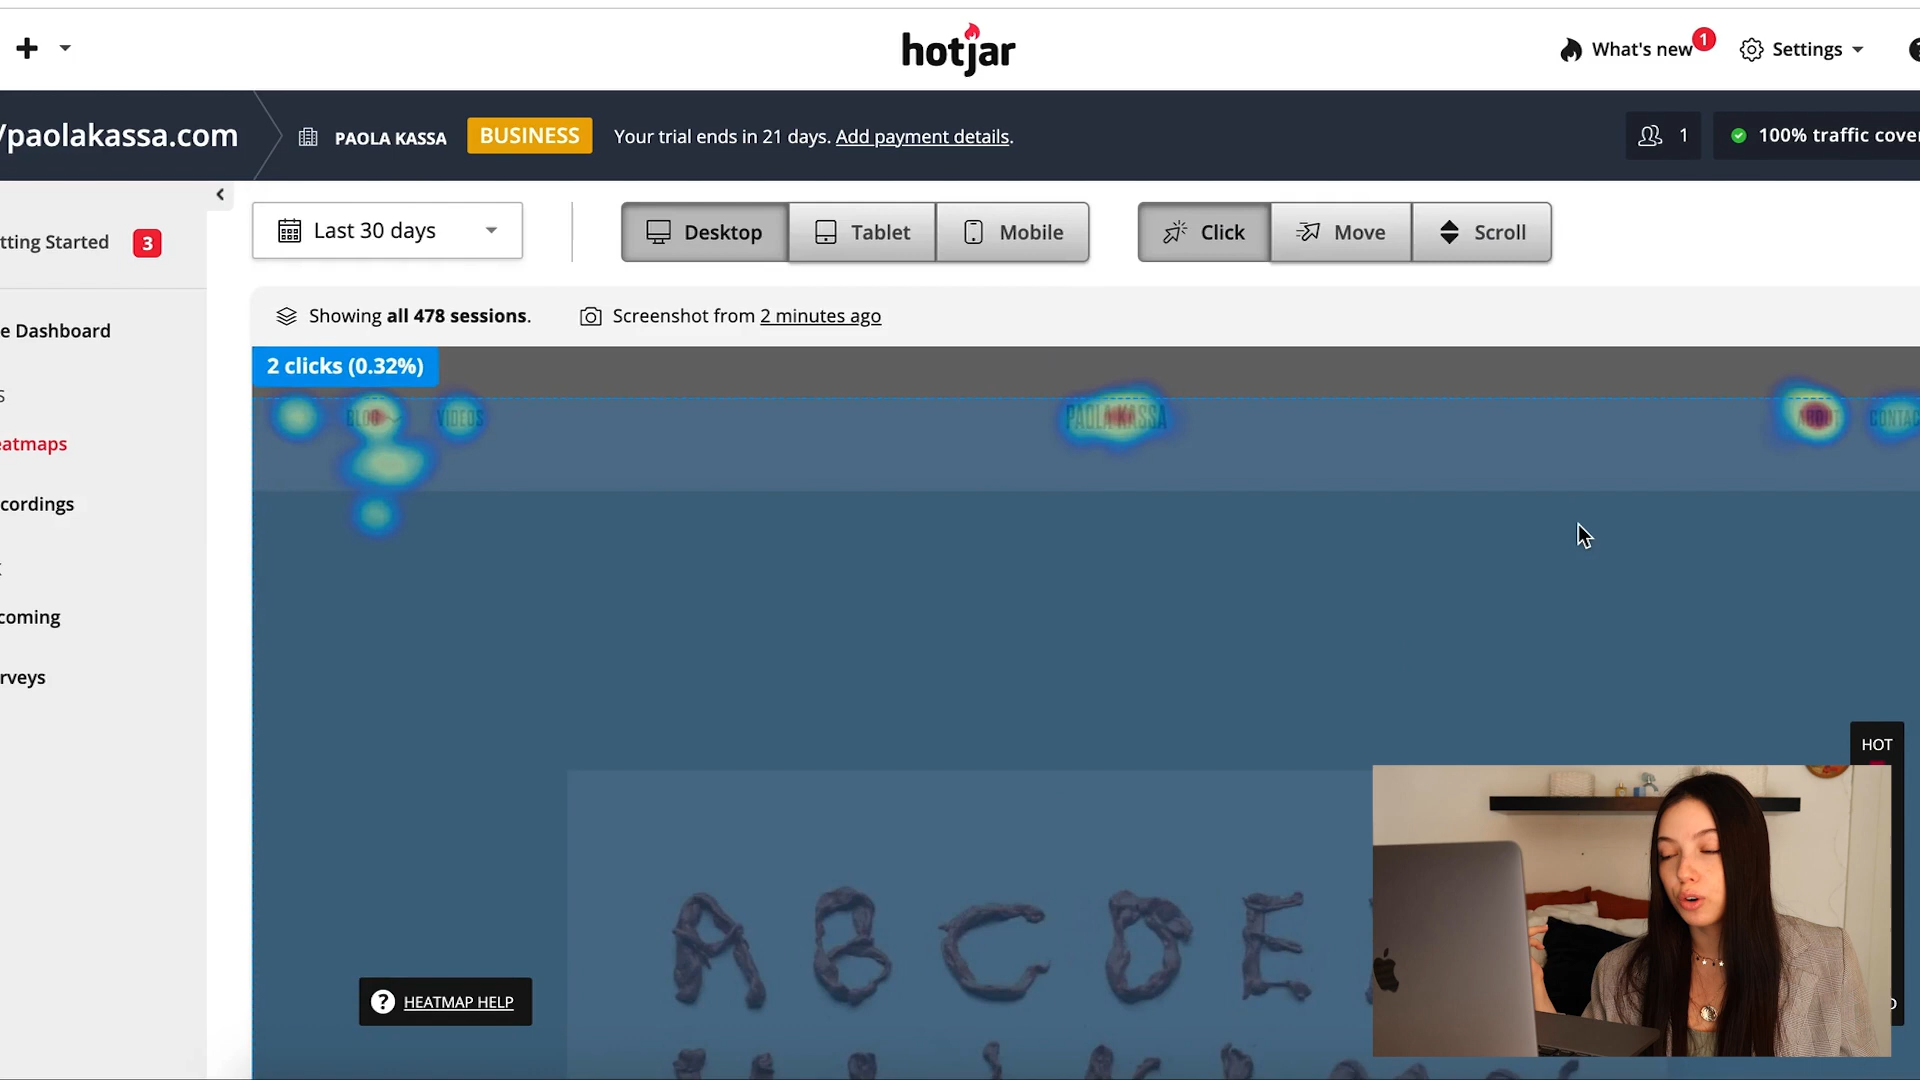 hotjar
What's new
1
Settings
/paolakassa.com
PAOLA KASSA
BUSINESS
Your trial ends in 21 days. Add payment details.
1
100% traffic cover
tting Started
3
Last 30 days
Desktop
Tablet
Mobile
Click
Move
Scroll
Showing all 478 sessions.
Screenshot from 2 minutes ago
e Dashboard
s
eatmaps
cordings
coming
rveys
2 clicks (0.32%)
BLOG
VIDEOS
PAOLA KASSA
ABOUT
CONTAC
HOT
A B C D E
? HEATMAP HELP